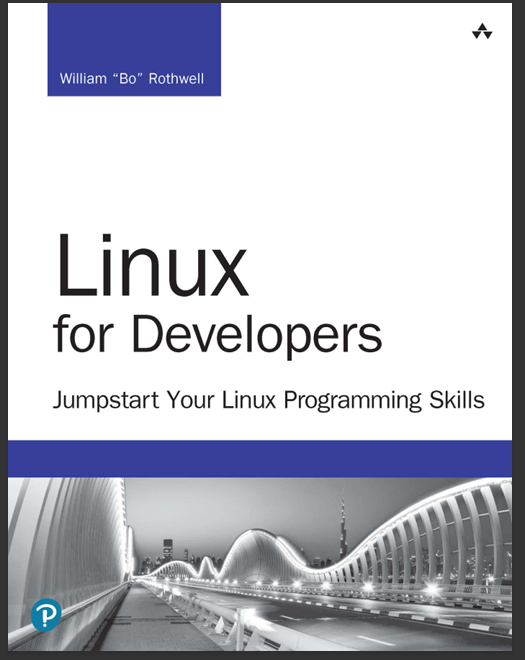 William “Bo” Rothwell
Linux
for Developers
Jumpstart Your Linux Programming Skills
P